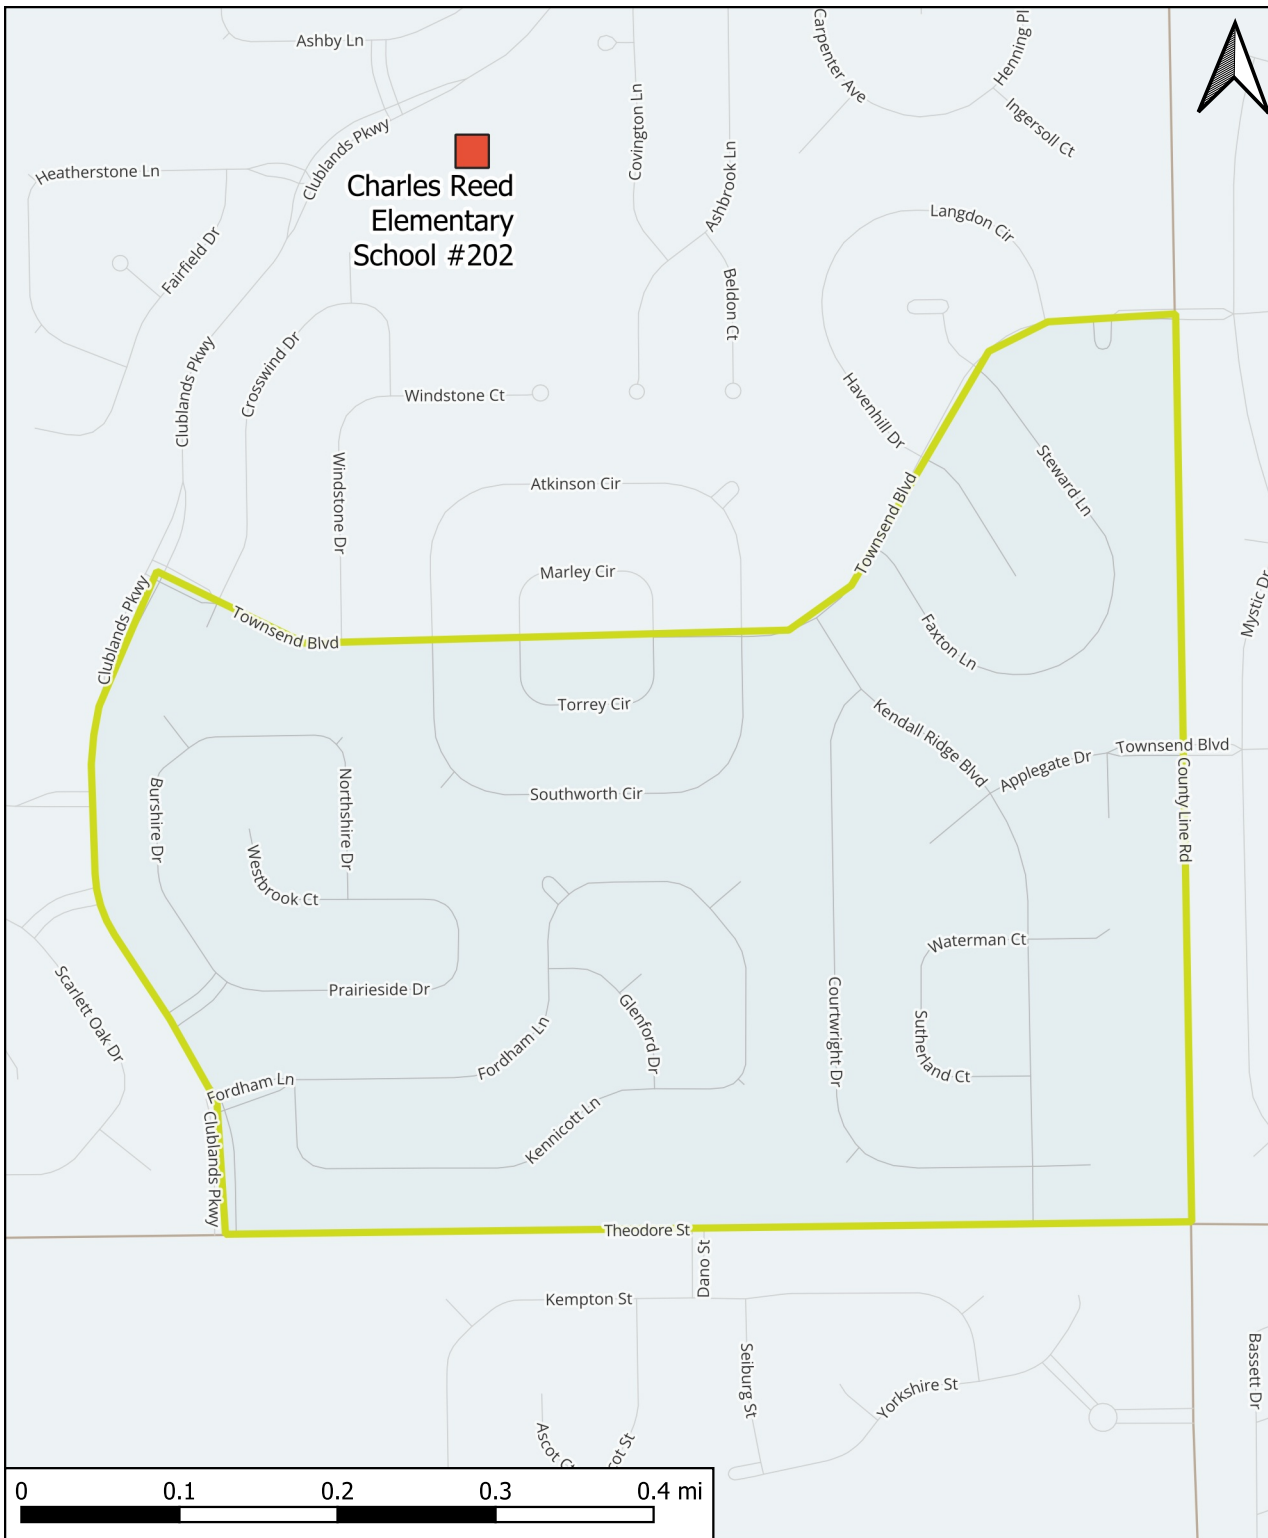 Ashby Ln
Carpenter Ave
Henning Pl
Ingersoll Ct
Covington Ln
Ashbrook Ln
Clublands Pkwy
Heatherstone Ln
Charles Reed
Elementary
School #202
Fairfield Dr
Langdon Cir
Beldon Ct
Clublands Pkwy
Crosswind Dr
Windstone Ct
Havenhill Dr
Steward Ln
Windstone Dr
Atkinson Cir
Townsend Blvd
Marley Cir
Clublands Pkwy
Townsend Blvd
Faxton Ln
Mystic Dr
Torrey Cir
Kendall Ridge Blvd
Applegate Dr
Townsend Blvd
County Line Rd
Burshire Dr
Northshire Dr
Southworth Cir
Westbrook Ct
Waterman Ct
Scarlett Oak Dr
Prairieside Dr
Fordham Ln
Glenford Dr
Courtwright Dr
Sutherland Ct
Fordham Ln
Kennicott Ln
Clublands Pkwy
Theodore St
Danou St
Kempton St
Seiburg St
Yorkshire St
Bassett Dr
Ascot Ct
cot St
0 0.1 0.2 0.3 0.4 mi